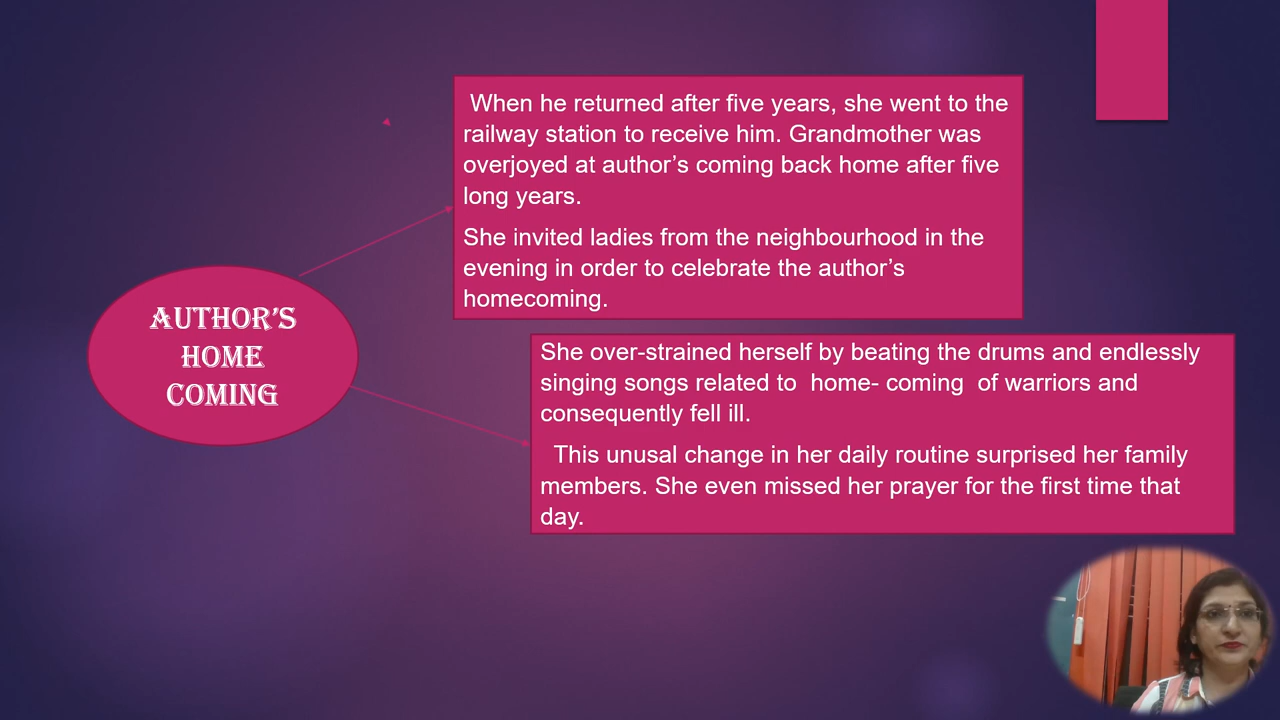 When he returned after five years, she went to the
railway station to receive him. Grandmother was
overjoyed at author’s coming back home after five
long years.
She invited ladies from the neighbourhood in the
evening in order to celebrate the author’s
homecoming.
AUTHOR’S
HOME
COMING
She over-strained herself by beating the drums and endlessly
singing songs related to  home- coming  of warriors and
consequently fell ill.
This unusal change in her daily routine surprised her family
members. She even missed her prayer for the first time that
day.